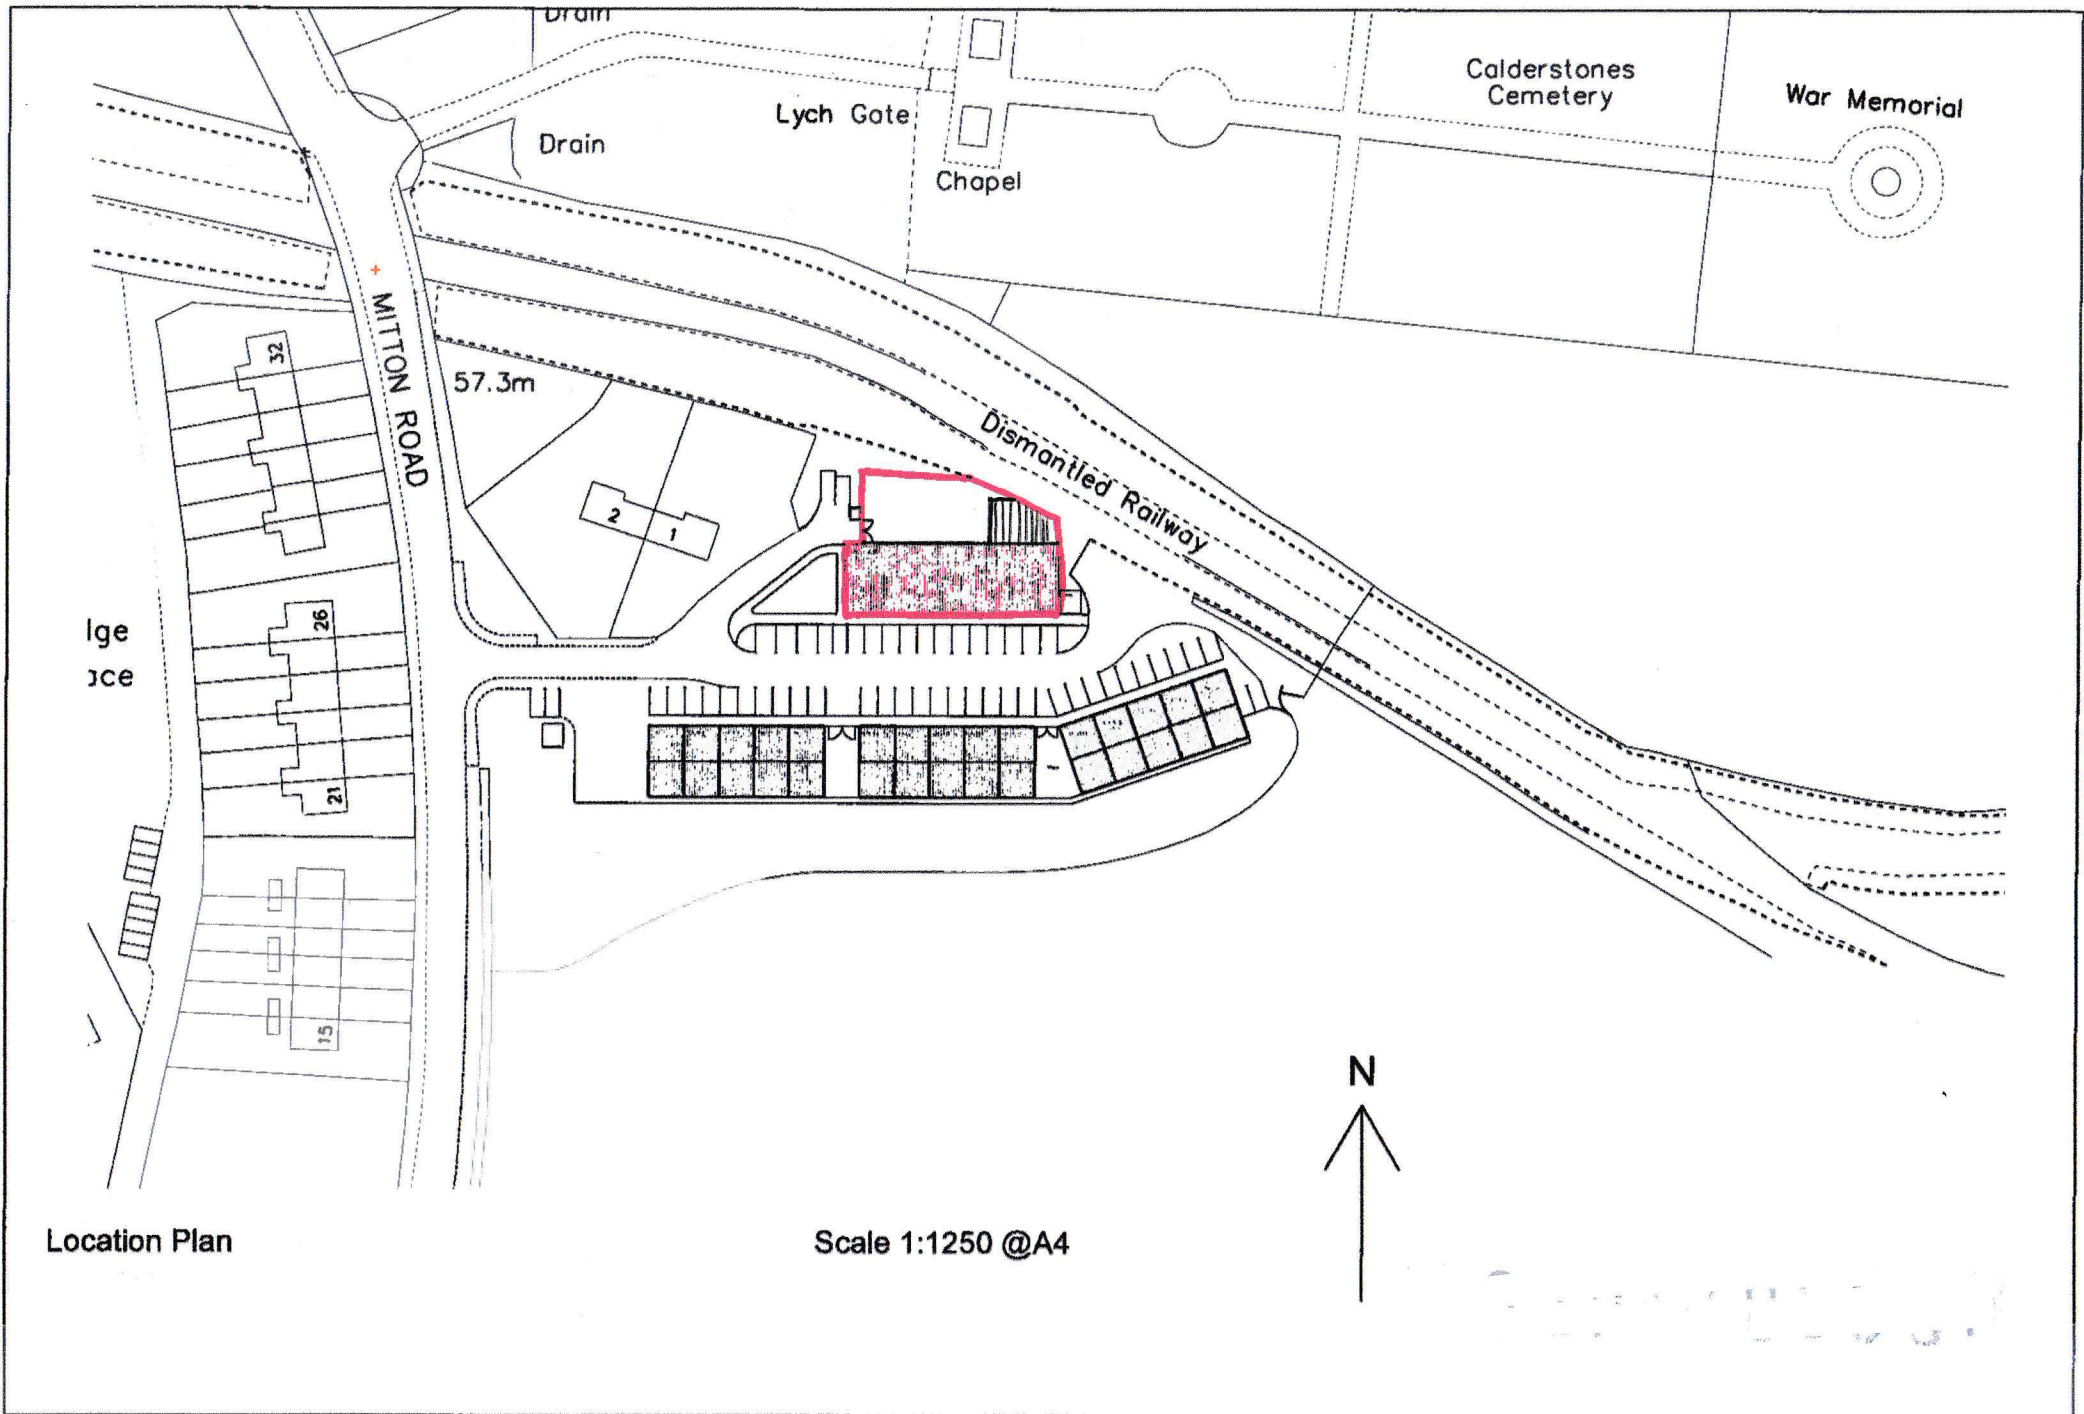 Drain
Calderstones
Cemetery
War Memorial
Lych Gate
Drain
Chapel
MITTON ROAD
32
57.3m
Dismantled Railway
2
1
26
lge
ace
21
15
N
Location Plan
Scale 1:1250 @A4